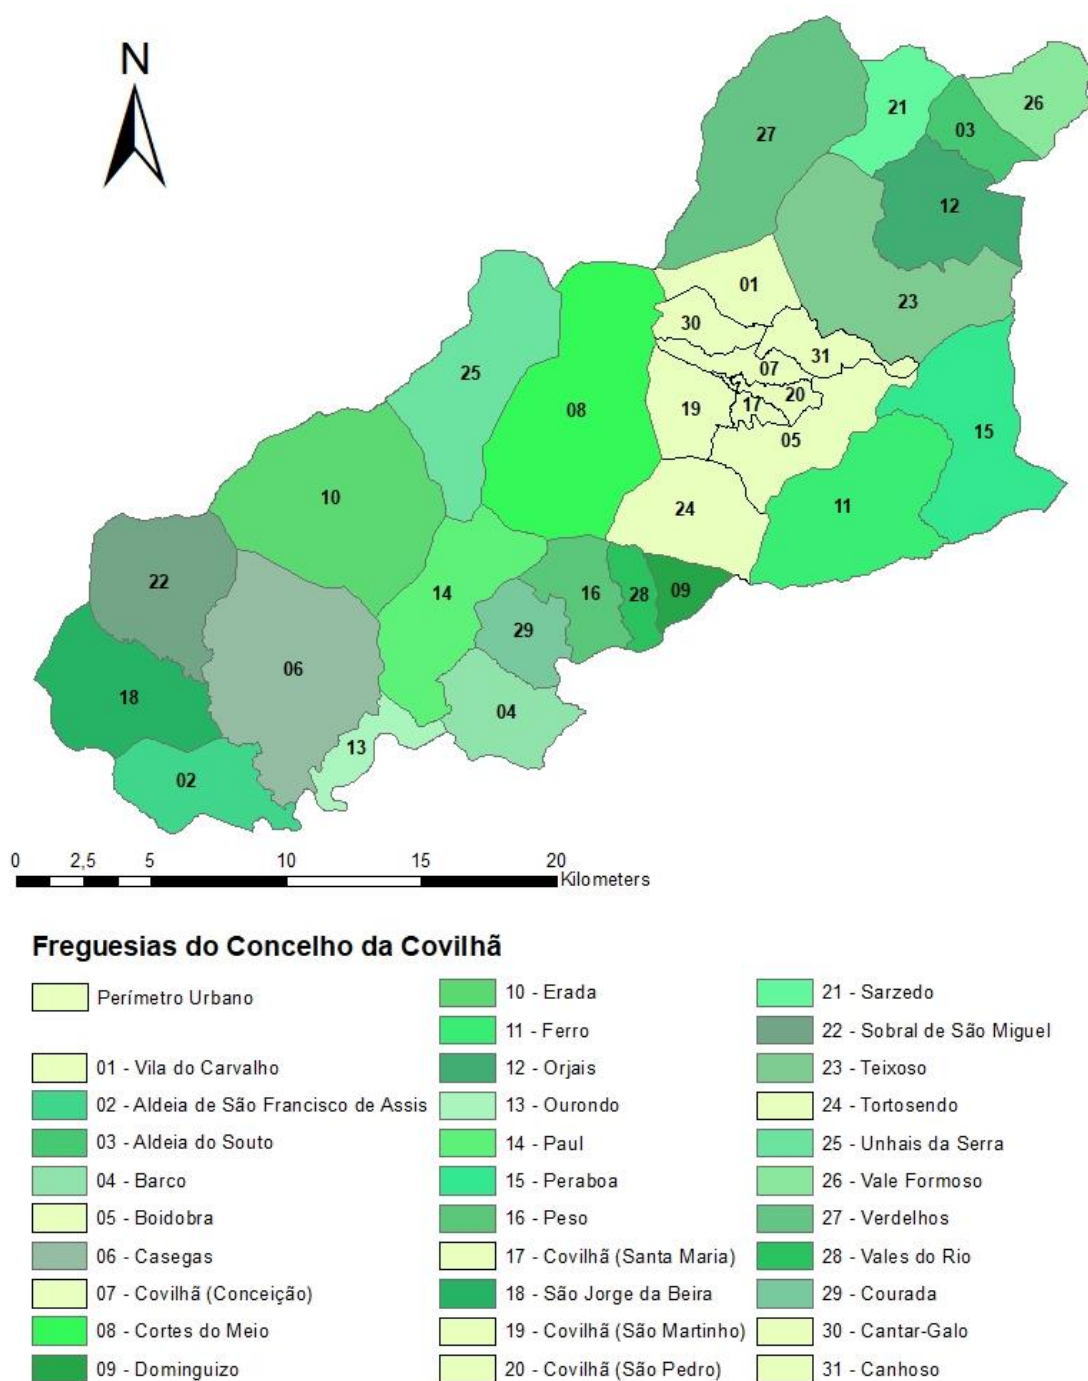 N
21
26
03
27
12
01
23
30
31
07
25
20
17
19
08
05
15
10
11
24
22
14
16
28
09
29
06
18
04
13
02
0 2,5 5 10 15 20
Kilometers
Freguesias do Concelho da Covilhã
Perímetro Urbano
01 - Vila do Carvalho
02 - Aldeia de São Francisco de Assis
03 - Aldeia do Souto
04 - Barco
05 - Boidobra
06 - Casegas
07 - Covilhã (Conceição)
08 - Cortes do Meio
09 - Dominguizo
10 - Erada
11 - Ferro
12 - Orjais
13 - Ourondo
14 - Paul
15 - Peraboa
16 - Peso
17 - Covilhã (Santa Maria)
18 - São Jorge da Beira
19 - Covilhã (São Martinho)
20 - Covilhã (São Pedro)
21 - Sarzedo
22 - Sobral de São Miguel
23 - Teixoso
24 - Tortosendo
25 - Unhais da Serra
26 - Vale Formoso
27 - Verdelhos
28 - Vales do Rio
29 - Courada
30 - Cantar-Galo
31 - Canhoso